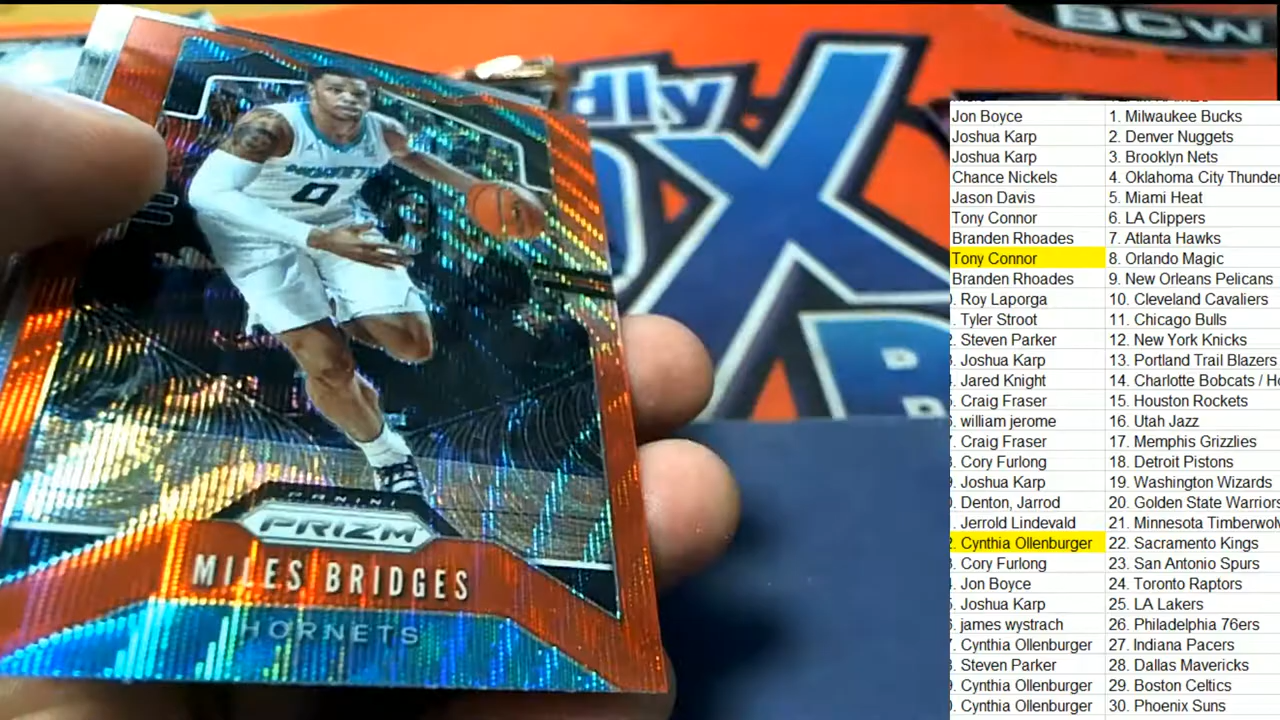 BCW
dly
0
PANINI
PRIZM
MILES BRIDGES
HORNETS
Jon Boyce 1. Milwaukee Bucks
Joshua Karp 2. Denver Nuggets
Joshua Karp 3. Brooklyn Nets
Chance Nickels 4. Oklahoma City Thunder
Jason Davis 5. Miami Heat
Tony Connor 6. LA Clippers
Branden Rhoades 7. Atlanta Hawks
Tony Connor 8. Orlando Magic
Branden Rhoades 9. New Orleans Pelicans
. Roy Laporga 10. Cleveland Cavaliers
. Tyler Stroot 11. Chicago Bulls
. Steven Parker 12. New York Knicks
. Joshua Karp 13. Portland Trail Blazers
. Jared Knight 14. Charlotte Bobcats / H
. Craig Fraser 15. Houston Rockets
. william jerome 16. Utah Jazz
. Craig Fraser 17. Memphis Grizzlies
. Cory Furlong 18. Detroit Pistons
. Joshua Karp 19. Washington Wizards
. Denton, Jarrod 20. Golden State Warriors
. Jerrold Lindevald 21. Minnesota Timberwol
. Cynthia Ollenburger 22. Sacramento Kings
. Cory Furlong 23. San Antonio Spurs
. Jon Boyce 24. Toronto Raptors
. Joshua Karp 25. LA Lakers
. james wystrach 26. Philadelphia 76ers
. Cynthia Ollenburger 27. Indiana Pacers
. Steven Parker 28. Dallas Mavericks
. Cynthia Ollenburger 29. Boston Celtics
. Cynthia Ollenburger 30. Phoenix Suns